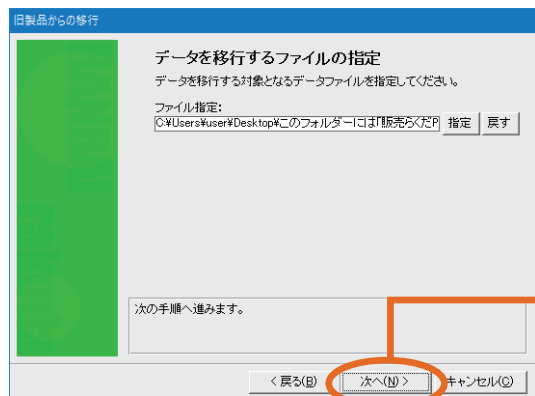 旧製品からの移行
データを移行するファイルの指定
データを移行する対象となるデータファイルを指定してください。
ファイル指定:
C:¥Users¥user¥Desktop¥このフォルダーには「販売らくだP 指定 戻す
次の手順へ進みます。
< 戻る(B) 次へ(N) > キャンセル(C)